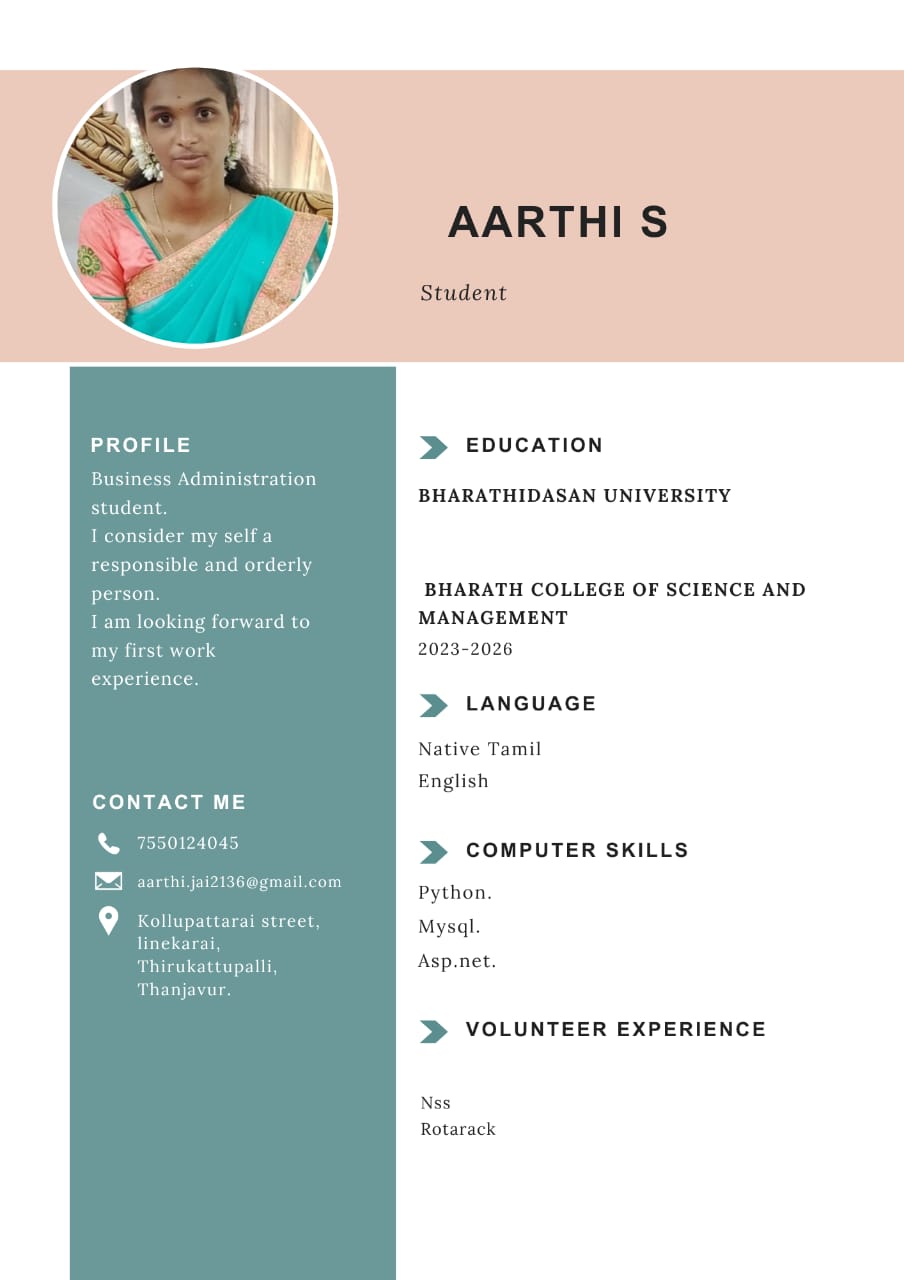 AARTHI S
Student
PROFILE
Business Administration
student.
I consider my self a
responsible and orderly
person.
I am looking forward to
my first work
experience.
CONTACT ME
7550124045
aarthi.jai2136@gmail.com
Kollupattarai street,
linekarai,
Thirukattupalli,
Thanjavur.
EDUCATION
BHARATHIDASAN UNIVERSITY
BHARATH COLLEGE OF SCIENCE AND
MANAGEMENT
2023-2026
LANGUAGE
Native Tamil
English
COMPUTER SKILLS
Python.
Mysql.
Asp.net.
VOLUNTEER EXPERIENCE
Nss
Rotarack